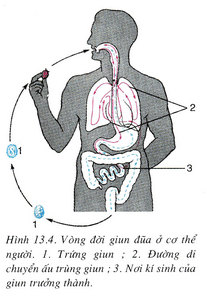 1
1
2
3
Hình 13.4. Vòng đời giun đũa ở cơ thể
người. 1. Trứng giun ; 2. Đường di
chuyển ấu trùng giun ; 3. Nơi kí sinh của
giun trưởng thành.